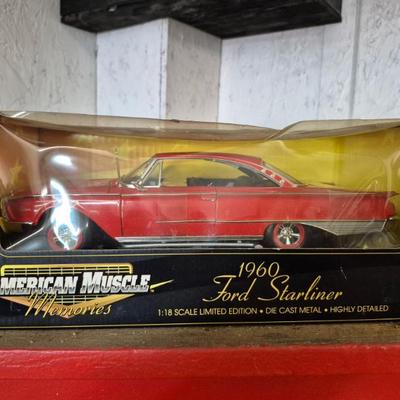 AMERICAN MUSCLE
Memories
1960
Ford Starliner
1:18 SCALE LIMITED EDITION • DIE CAST METAL • HIGHLY DETAILED